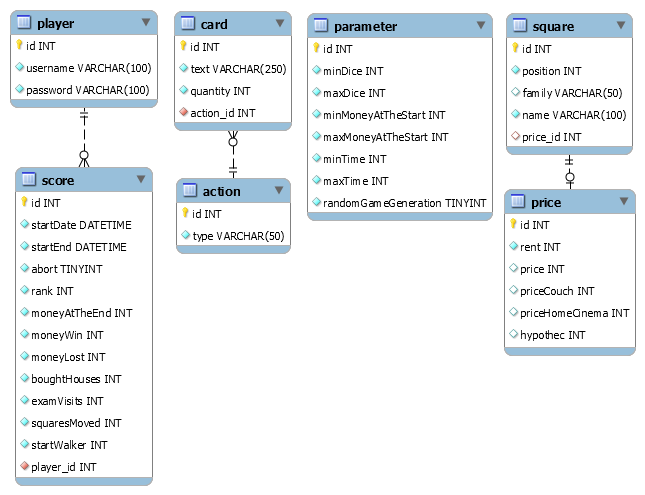 player
id INT
username VARCHAR(100)
password VARCHAR(100)
score
id INT
startDate DATETIME
startEnd DATETIME
abort TINYINT
rank INT
moneyAtTheEnd INT
moneyWin INT
moneyLost INT
boughtHouses INT
examVisits INT
squaresMoved INT
startWalker INT
player_id INT
card
id INT
text VARCHAR(250)
quantity INT
action_id INT
action
id INT
type VARCHAR(50)
parameter
id INT
minDice INT
maxDice INT
minMoneyAtTheStart INT
maxMoneyAtTheStart INT
minTime INT
maxTime INT
randomGameGeneration TINYINT
square
id INT
position INT
family VARCHAR(50)
name VARCHAR(100)
price_id INT
price
id INT
rent INT
price INT
priceCouch INT
priceHomeCinema INT
hypothec INT